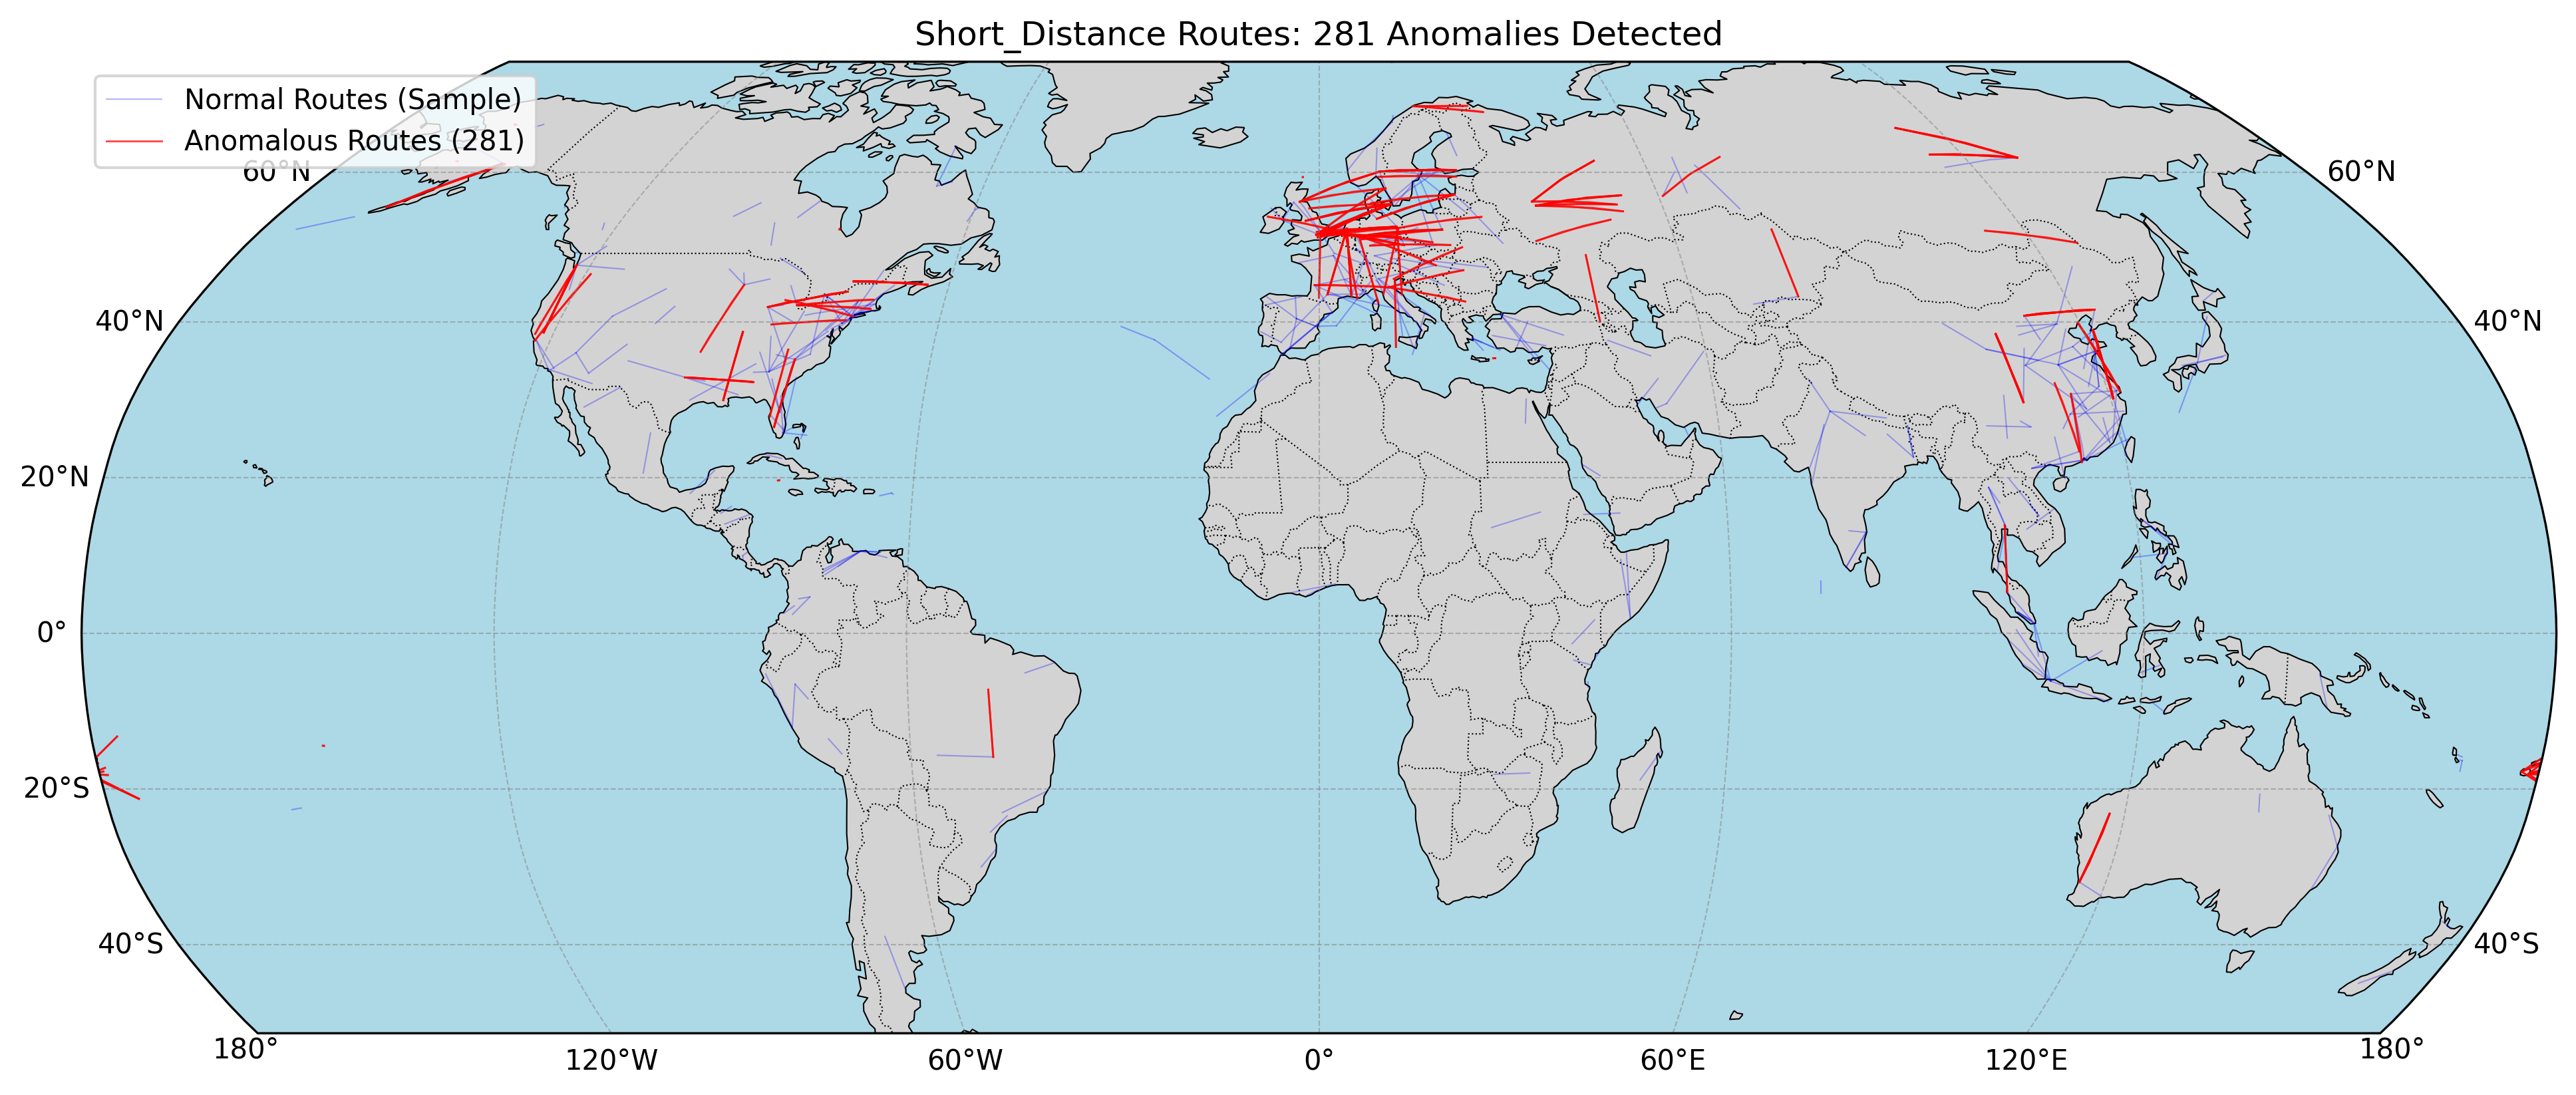 Short_Distance Routes: 281 Anomalies Detected
Normal Routes (Sample)
Anomalous Routes (281)
60°N
60°N
40°N
40°N
20°N
0°
20°S
40°S
40°S
180°
120°W
60°W
0°
60°E
120°E
180°